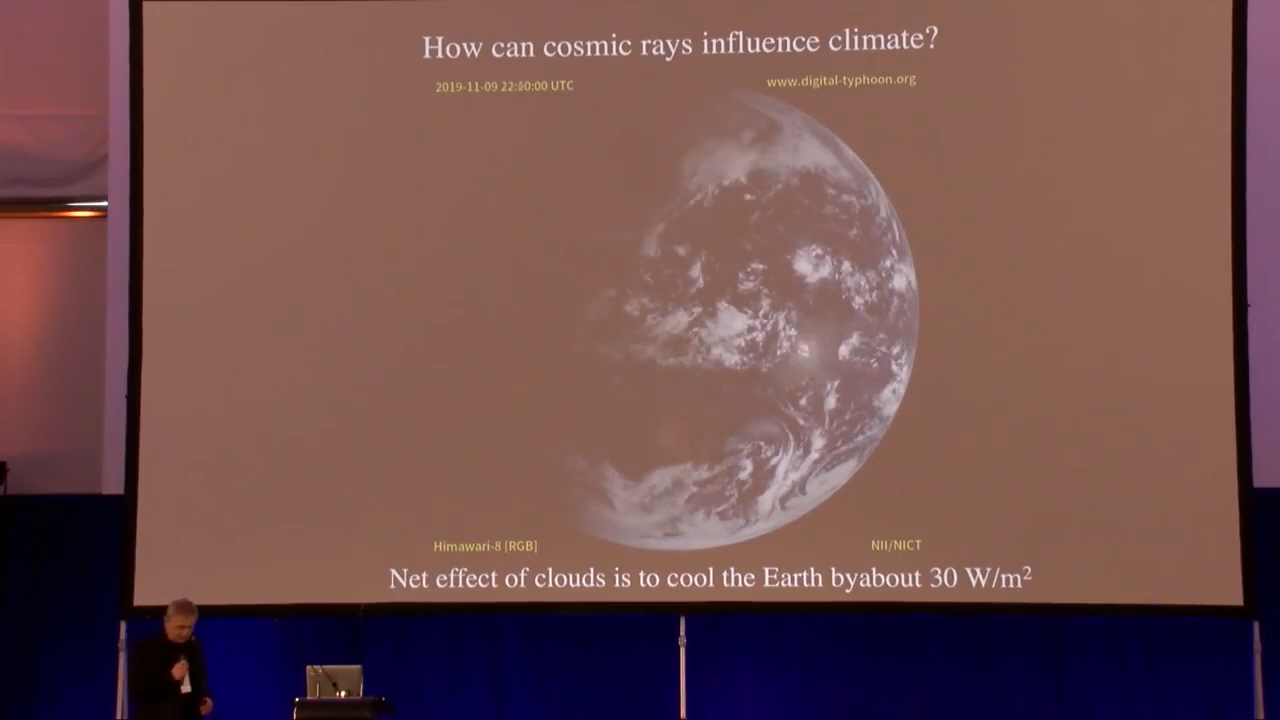 How can cosmic rays influence climate?
2019-11-09 22:20:00 UTC
www.digital-typhoon.org
Himawari-8 [RGB]
NII/NICT
Net effect of clouds is to cool the Earth byabout 30 W/m²